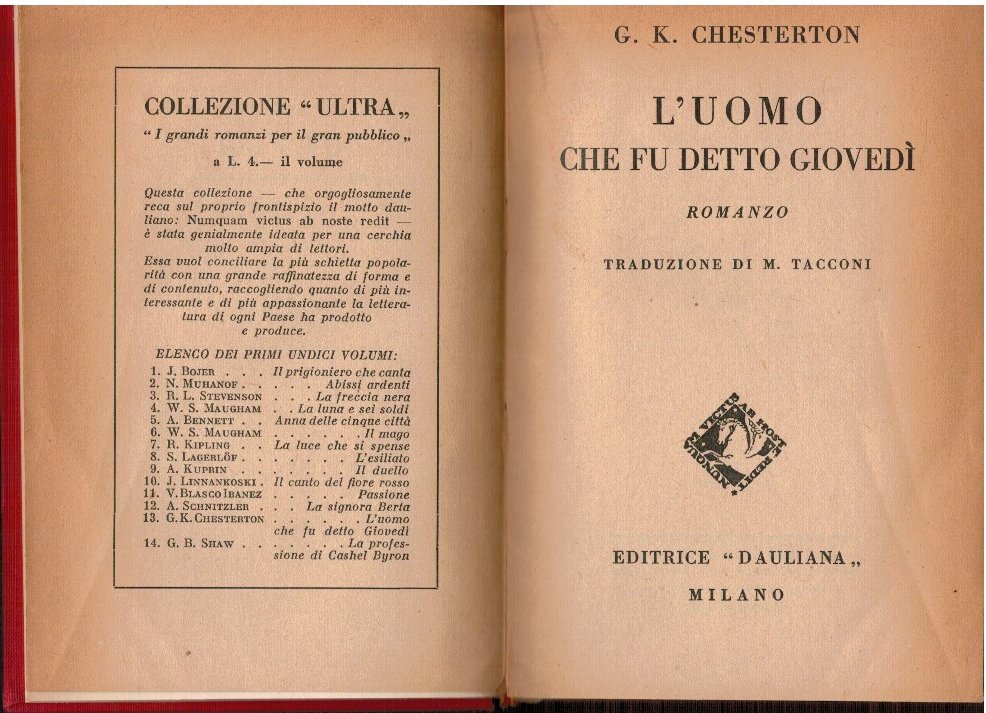 COLLEZIONE “ULTRA„
“I grandi romanzi per il gran pubblico„
a L. 4.— il volume
Questa collezione — che orgogliosamente
reca sul proprio frontispizio il motto dau-
liano: Numquam victus ab noste redit —
è stata genialmente ideata per una cerchia
molto ampia di lettori.
Essa vuol conciliare la più schietta popola-
rità con una grande raffinatezza di forma e
di contenuto, raccogliendo quanto di più in-
teressante e di più appassionante la lettera-
tura di ogni Paese ha prodotto
e produce.
ELENCO DEI PRIMI UNDICI VOLUMI:
1. J. BOJER . . . Il prigioniero che canta
2. N. MUHANOF . . . . . Abissi ardenti
3. R. L. STEVENSON . . . La freccia nera
4. W. S. MAUGHAM . . La luna e sei soldi
5. A. BENNETT . . Anna delle cinque città
6. W. S. MAUGHAM . . . . . . Il mago
7. R. KIPLING . . La luce che si spense
8. S. LAGERLÖF . . . . . . L'esiliato
9. A. KUPRIN . . . . . . Il duello
10. J. LINNANKOSKI . Il canto del fiore rosso
11. V. BLASCO IBANEZ . . . . . Passione
12. A. SCHNITZLER . . . La signora Berta
13. G. K. CHESTERTON . . . . . . L'uomo
che fu detto Giovedì
14. G. B. SHAW . . . . . . . La profes-
sione di Cashel Byron
G. K. CHESTERTON
L'UOMO
CHE FU DETTO GIOVEDÌ
ROMANZO
TRADUZIONE DI M. TACCONI
NUNQUAM VICTUS AB HOSTE REDIT
EDITRICE “DAULIANA„
MILANO